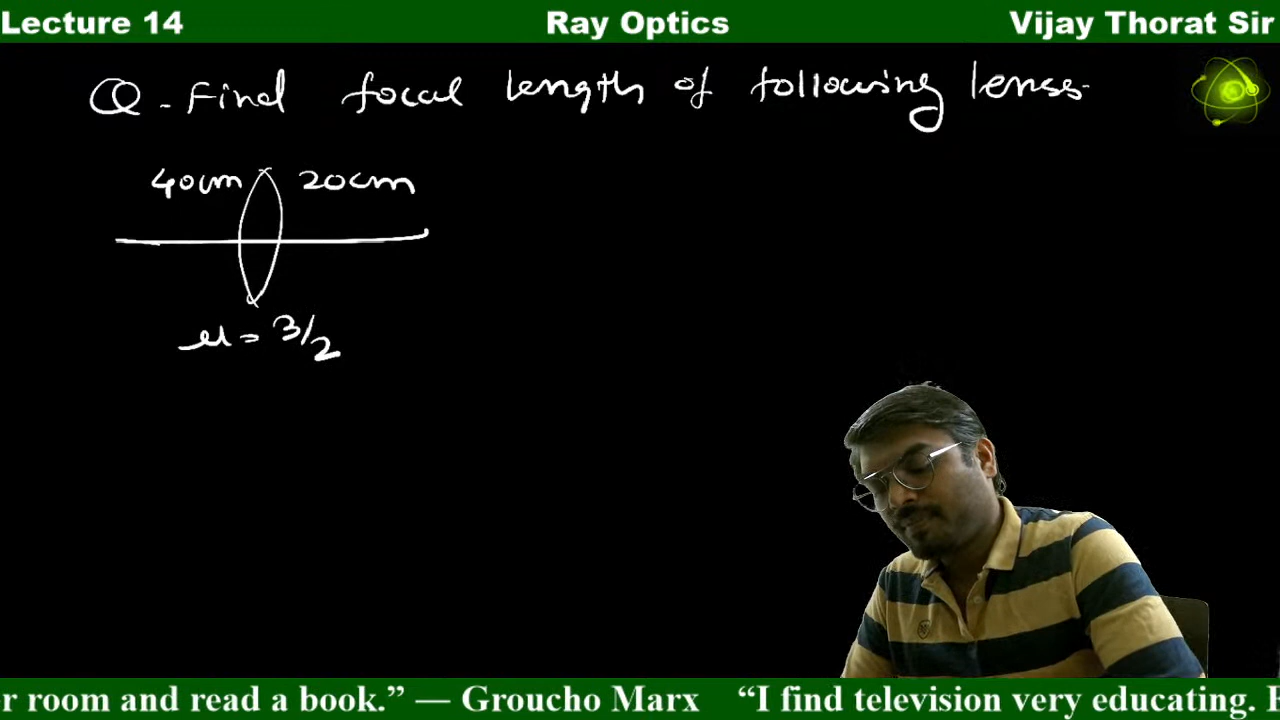 Lecture 14 Ray Optics Vijay Thorat Sir
Q - Find focal length of following lenses.
40cm 20cm
μ = 3/2
r room and read a book.” — Groucho Marx “I find television very educating. E